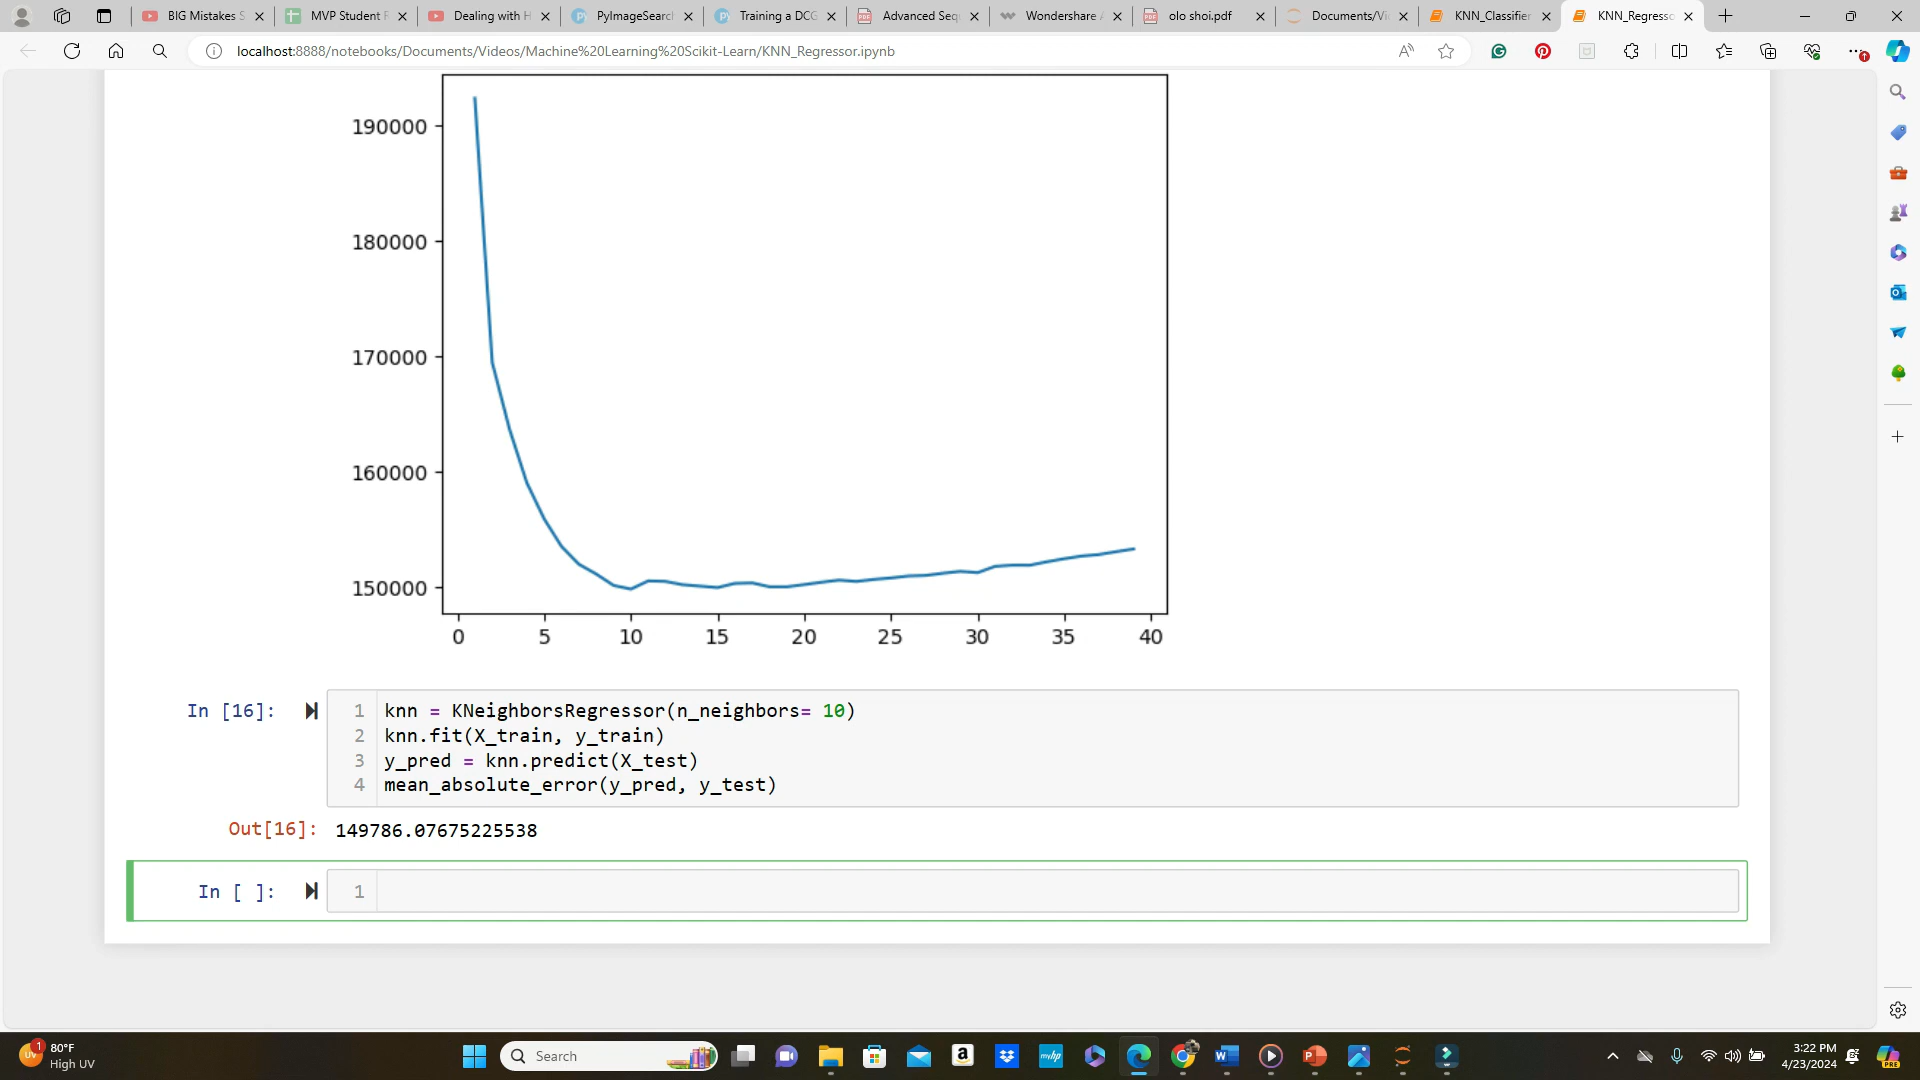 BIG Mistakes S
MVP Student F
Dealing with H
PyImageSearch
Training a DCG
Advanced Seq
Wondershare
olo shoi.pdf
Documents/Vi
KNN_Classifier
KNN_Regresso
localhost:8888/notebooks/Documents/Videos/Machine%20Learning%20Scikit-Learn/KNN_Regressor.ipynb
190000
180000
170000
160000
150000
0 5 10 15 20 25 30 35 40
In [16]:
1 knn = KNeighborsRegressor(n_neighbors= 10)
2 knn.fit(X_train, y_train)
3 y_pred = knn.predict(X_test)
4 mean_absolute_error(y_pred, y_test)
Out[16]: 149786.07675225538
In [ ]: 1
80°F
High UV
Search
3:22 PM
4/23/2024